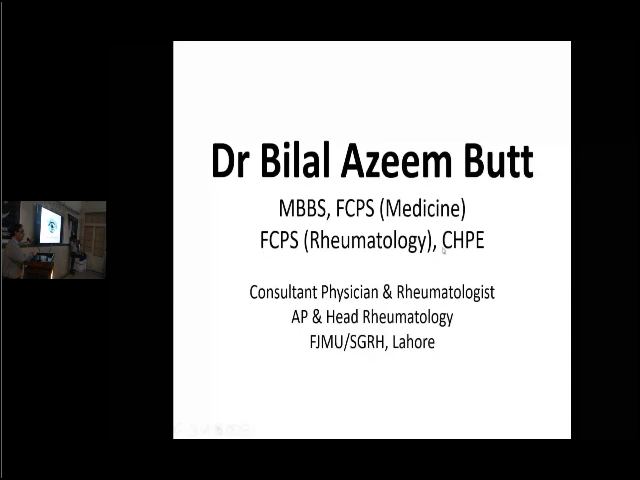 Dr Bilal Azeem Butt
MBBS, FCPS (Medicine)
FCPS (Rheumatology), CHPE
Consultant Physician & Rheumatologist
AP & Head Rheumatology
FJMU/SGRH, Lahore